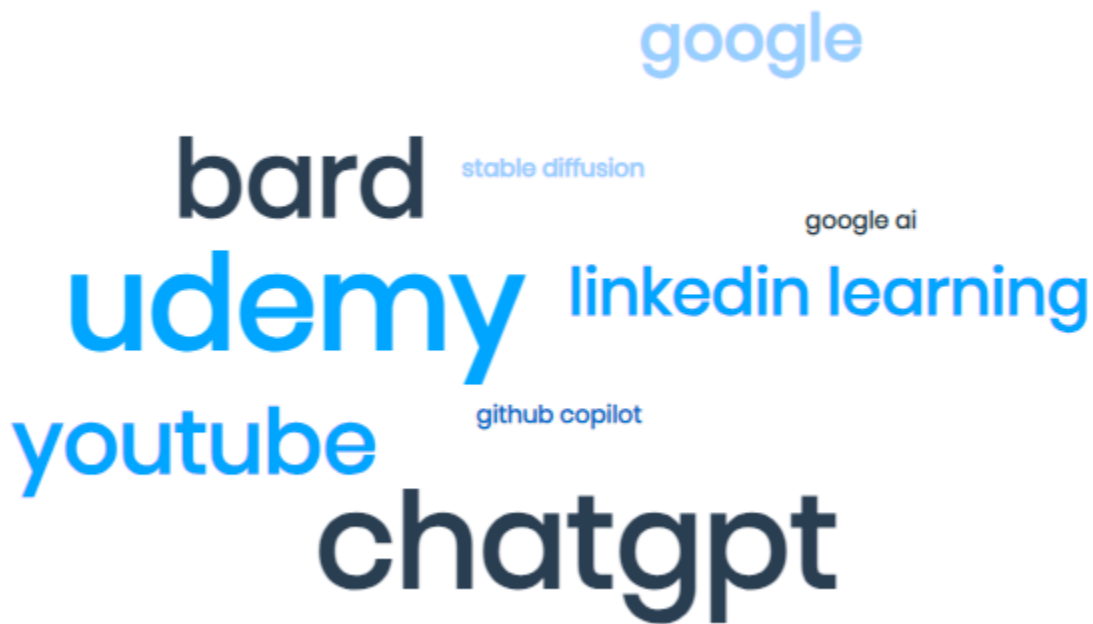 google
bard
stable diffusion
google ai
udemy
linkedin learning
youtube
github copilot
chatgpt